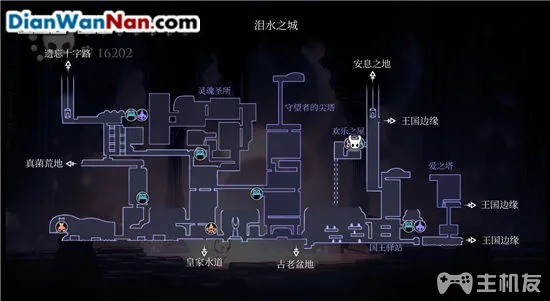 DianWanNan.com
泪水之城
遗忘十字路
16202
安息之地
灵魂圣所
守望者的尖塔
王国边缘
欢乐之屋
真菌荒地
爱之塔
王国边缘
国王驿站
王国边缘
皇家水道
古老盆地
主机友